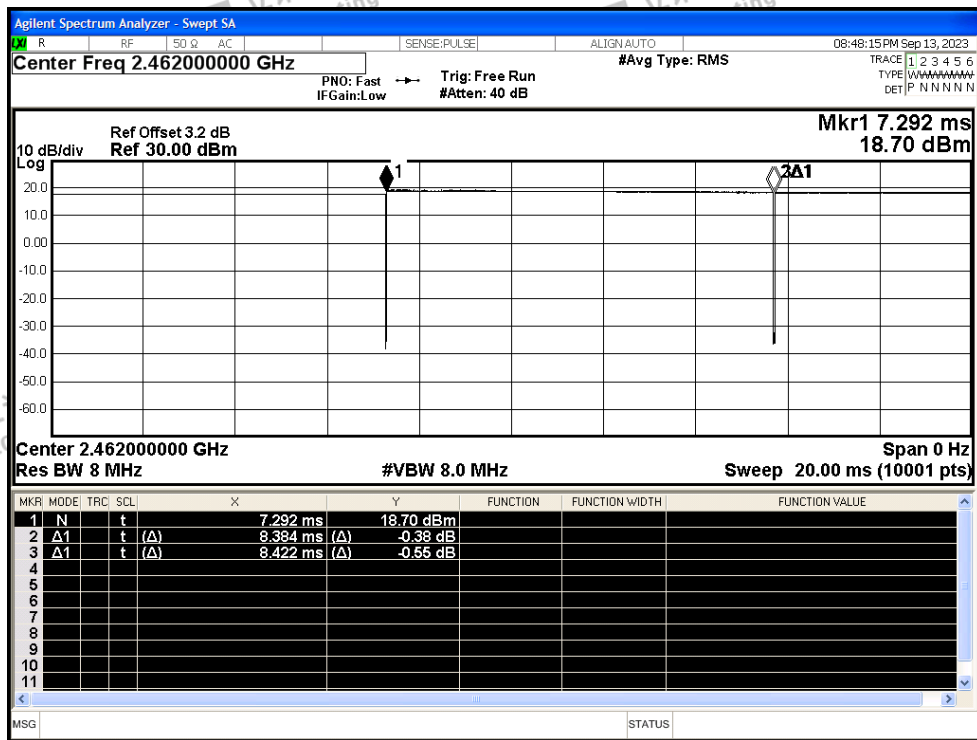 Agilent Spectrum Analyzer - Swept SA
LXI R RF 50 Ω AC SENSE:PULSE ALIGN AUTO 08:48:15 PM Sep 13, 2023
Center Freq 2.462000000 GHz #Avg Type: RMS TRACE 1 2 3 4 5 6
PNO: Fast Trig: Free Run TYPE WWWWWW
IFGain:Low #Atten: 40 dB DET P N N N N N
Mkr1 7.292 ms
Ref Offset 3.2 dB
10 dB/div Ref 30.00 dBm 18.70 dBm
Log
1
Δ1
20.0
10.0
0.00
-10.0
-20.0
-30.0
-40.0
-50.0
-60.0
Center 2.462000000 GHz Span 0 Hz
Res BW 8 MHz #VBW 8.0 MHz Sweep 20.00 ms (10001 pts)
MKR MODE TRC SCL X Y FUNCTION FUNCTION WIDTH FUNCTION VALUE
1 N t 7.292 ms 18.70 dBm
2 Δ1 t (Δ) 8.384 ms (Δ) -0.38 dB
3 Δ1 t (Δ) 8.422 ms (Δ) -0.55 dB
4
5
6
7
8
9
10
11
MSG STATUS